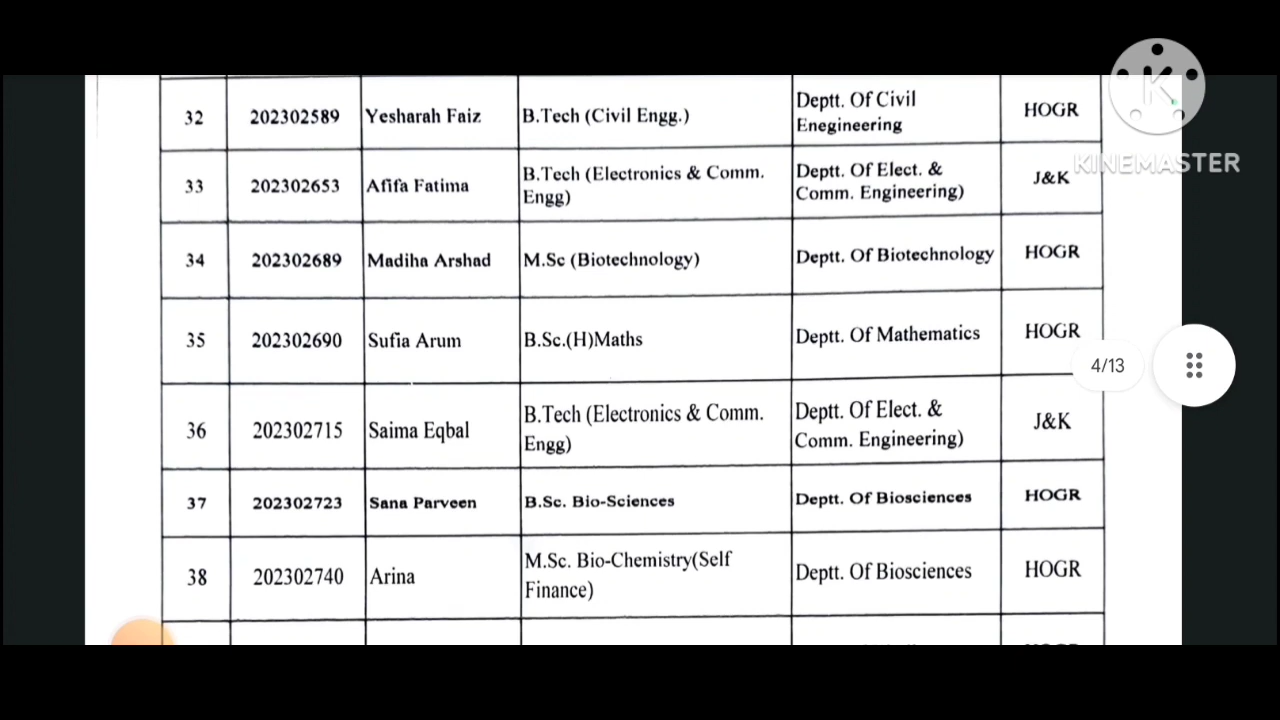 KINEMASTER
32 202302589 Yesharah Faiz B.Tech (Civil Engg.) Deptt. Of Civil Enegineering HOGR
33 202302653 Afifa Fatima B.Tech (Electronics & Comm. Engg) Deptt. Of Elect. & Comm. Engineering) J&K
34 202302689 Madiha Arshad M.Sc (Biotechnology) Deptt. Of Biotechnology HOGR
35 202302690 Sufia Arum B.Sc.(H)Maths Deptt. Of Mathematics HOGR
4/13
36 202302715 Saima Eqbal B.Tech (Electronics & Comm. Engg) Deptt. Of Elect. & Comm. Engineering) J&K
37 202302723 Sana Parveen B.Sc. Bio-Sciences Deptt. Of Biosciences HOGR
38 202302740 Arina M.Sc. Bio-Chemistry(Self Finance) Deptt. Of Biosciences HOGR